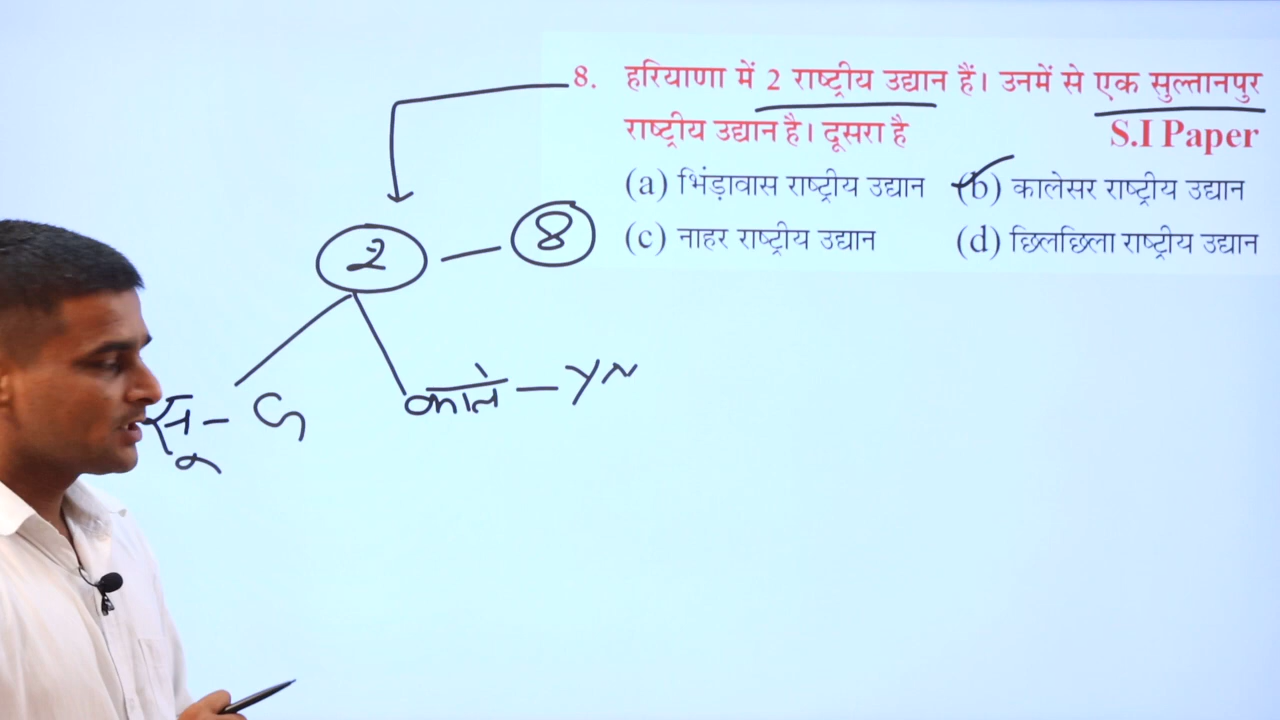 8. हरियाणा में 2 राष्ट्रीय उद्यान हैं। उनमें से एक सुल्तानपुर
राष्ट्रीय उद्यान है। दूसरा है S.I Paper
(a) भिंड़ावास राष्ट्रीय उद्यान (b) कालेसर राष्ट्रीय उद्यान
(c) नाहर राष्ट्रीय उद्यान (d) छिलछिला राष्ट्रीय उद्यान
2 — 8
काले — YN